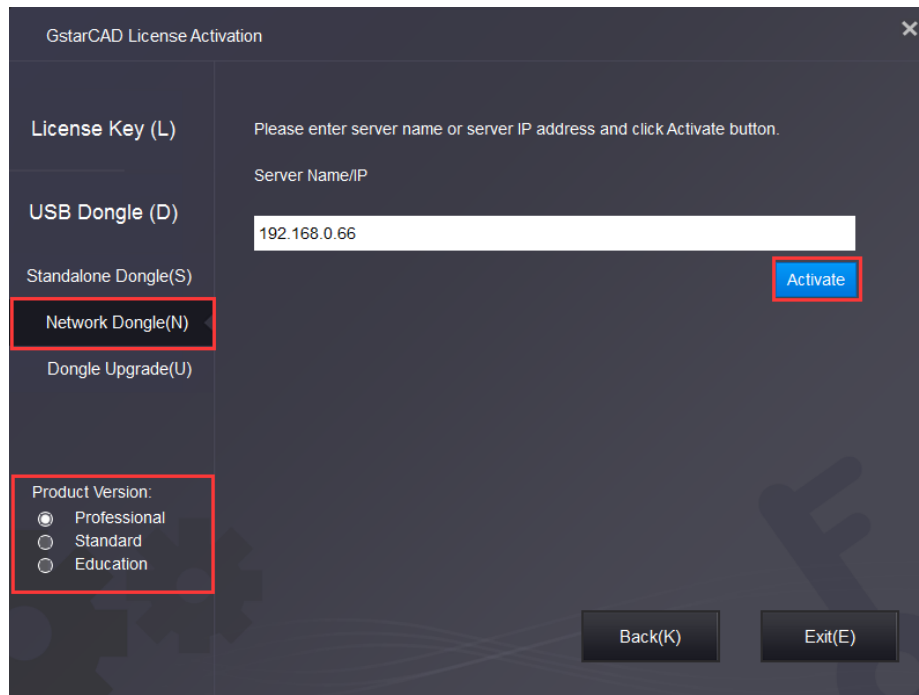 GstarCAD License Activation
License Key (L)
USB Dongle (D)
Standalone Dongle(S)
Network Dongle(N)
Dongle Upgrade(U)
Product Version:
Professional
Standard
Education
Please enter server name or server IP address and click Activate button.
Server Name/IP
192.168.0.66
Activate
Back(K)
Exit(E)